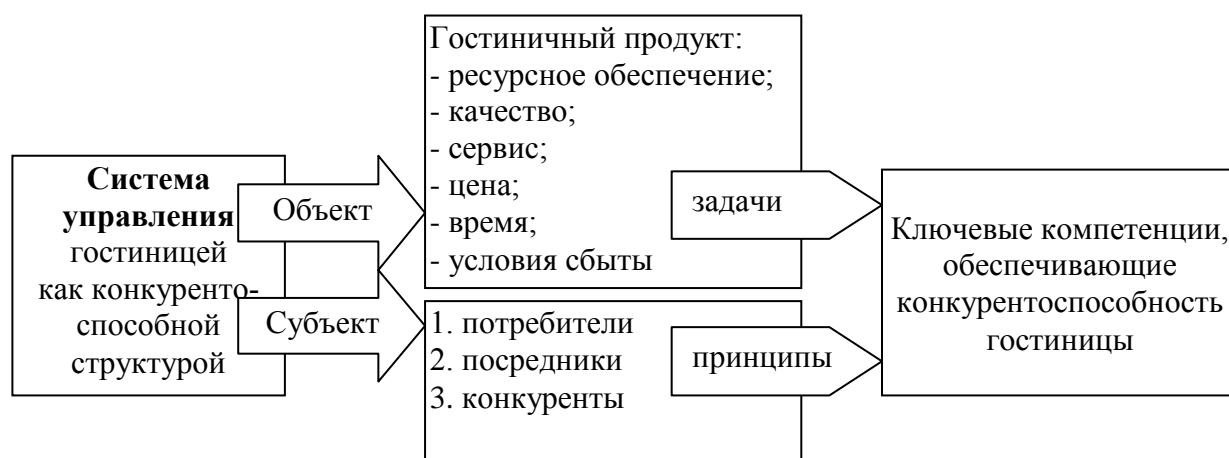 Система
управления
гостиницей
как конкуренто-
способной
структурой
Объект
Субъект
Гостиничный продукт:
- ресурсное обеспечение;
- качество;
- сервис;
- цена;
- время;
- условия сбыты
1. потребители
2. посредники
3. конкуренты
задачи
принципы
Ключевые компетенции,
обеспечивающие
конкурентоспособность
гостиницы